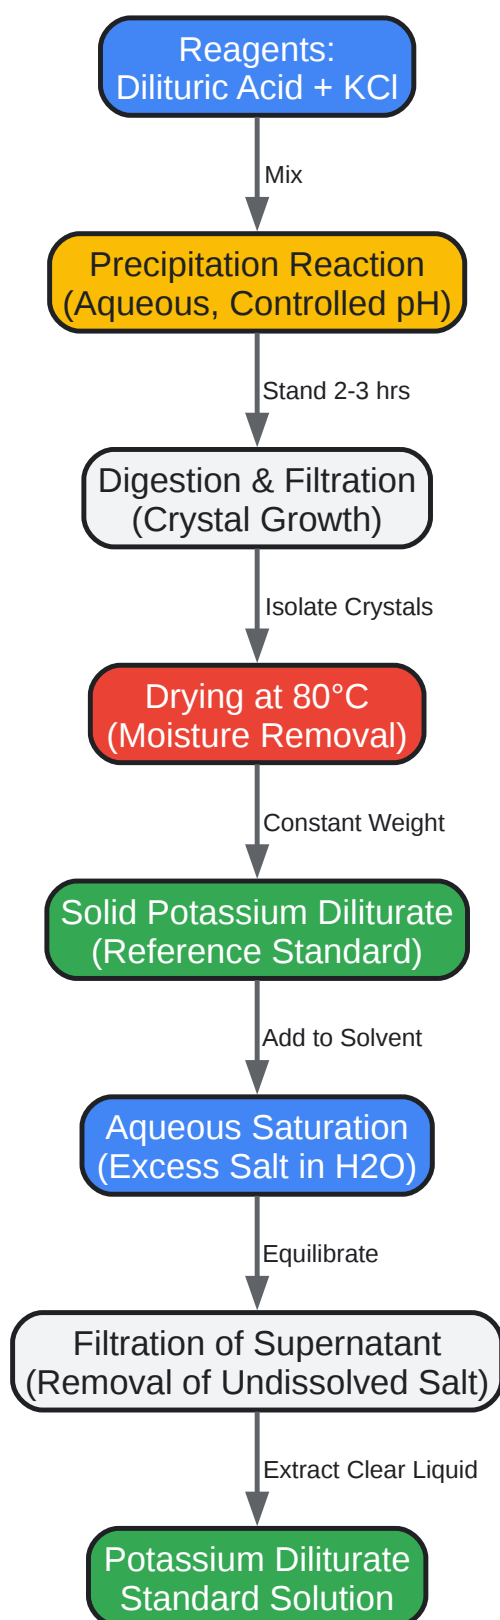 Reagents:
Dilituric Acid + KCl
Mix
Precipitation Reaction
(Aqueous, Controlled pH)
Stand 2-3 hrs
Digestion & Filtration
(Crystal Growth)
Isolate Crystals
Drying at 80°C
(Moisture Removal)
Constant Weight
Solid Potassium Diliturate
(Reference Standard)
Add to Solvent
Aqueous Saturation
(Excess Salt in H2O)
Equilibrate
Filtration of Supernatant
(Removal of Undissolved Salt)
Extract Clear Liquid
Potassium Diliturate
Standard Solution